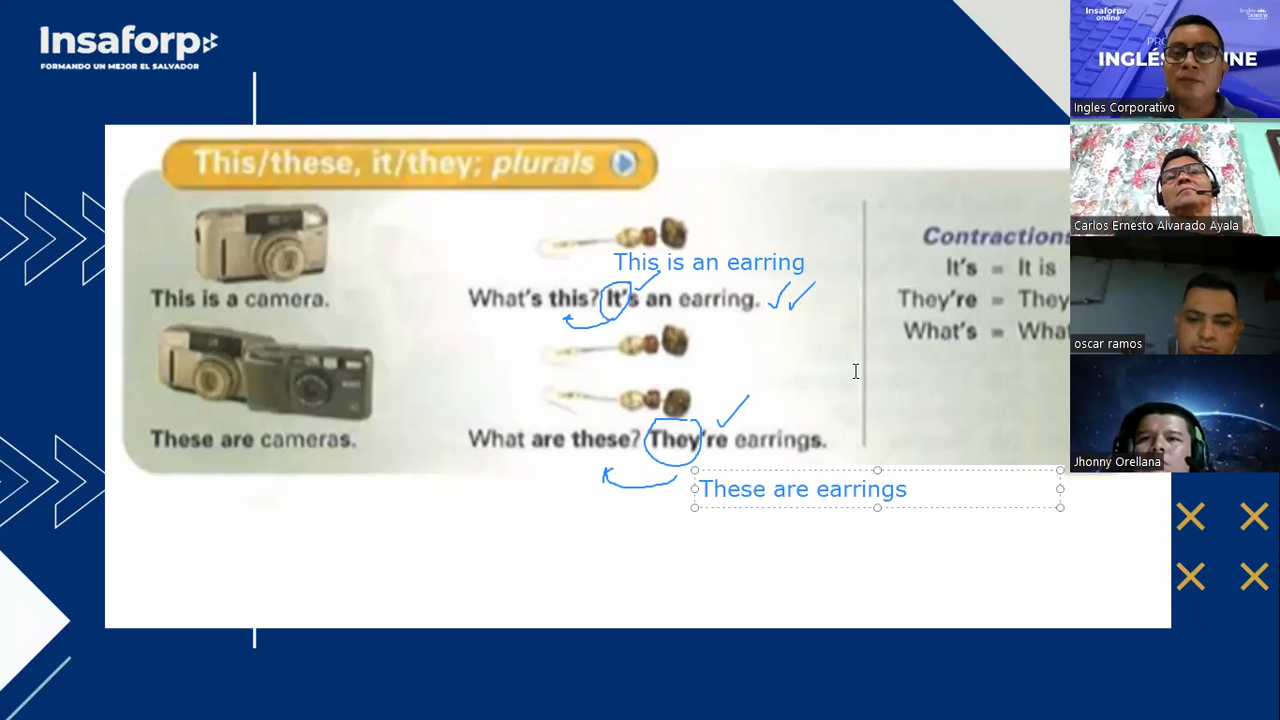 Insaforp
FORMANDO UN MEJOR EL SALVADOR
This/these, it/they; plurals
This is an earring
This is a camera.
What's this? It's an earring.
These are cameras.
What are these? They're earrings.
These are earrings
Contraction
It's = It is
They're = They
What's = What
Insaforp
online
INGLÉS
Ingles Corporativo
Carlos Ernesto Alvarado Ayala
oscar ramos
Jhonny Orellana